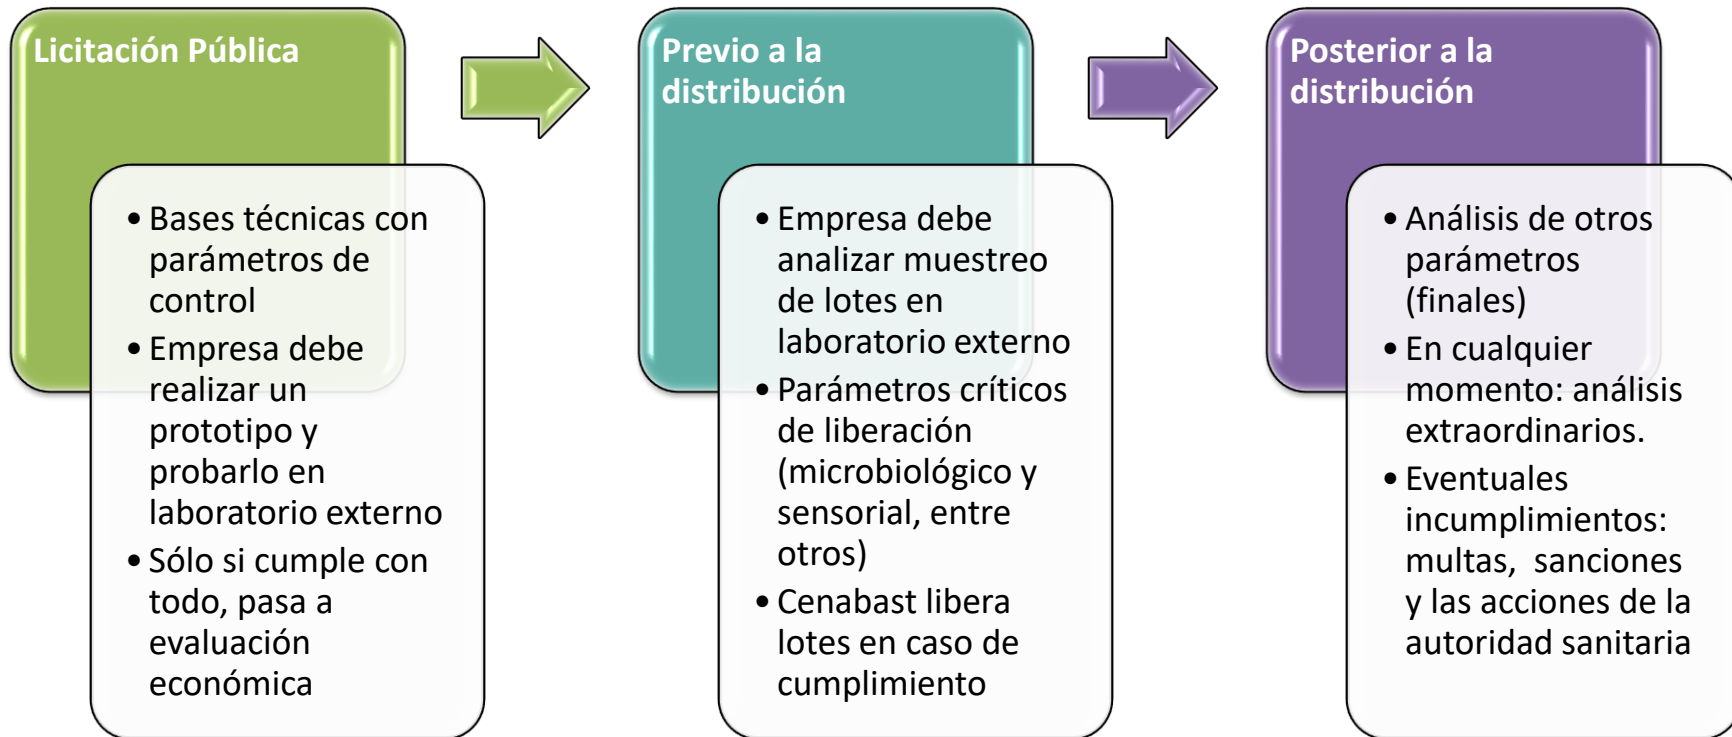 Licitación Pública
• Bases técnicas con
parámetros de
control
• Empresa debe
realizar un
prototipo y
probarlo en
laboratorio externo
• Sólo si cumple con
todo, pasa a
evaluación
económica
Previo a la
distribución
• Empresa debe
analizar muestreo
de lotes en
laboratorio externo
• Parámetros críticos
de liberación
(microbiológico y
sensorial, entre
otros)
• Cenabast libera
lotes en caso de
cumplimiento
Posterior a la
distribución
• Análisis de otros
parámetros
(finales)
• En cualquier
momento: análisis
extraordinarios.
• Eventuales
incumplimientos:
multas,  sanciones
y las acciones de la
autoridad sanitaria